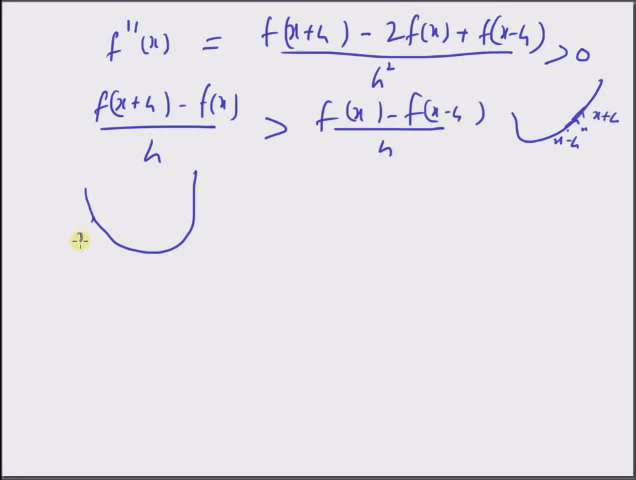 f''(x) = f(x+h) - 2f(x) + f(x-h) / h² > 0
f(x+h) - f(x) / h > f(x) - f(x-h) / h
x+h
x
x-h